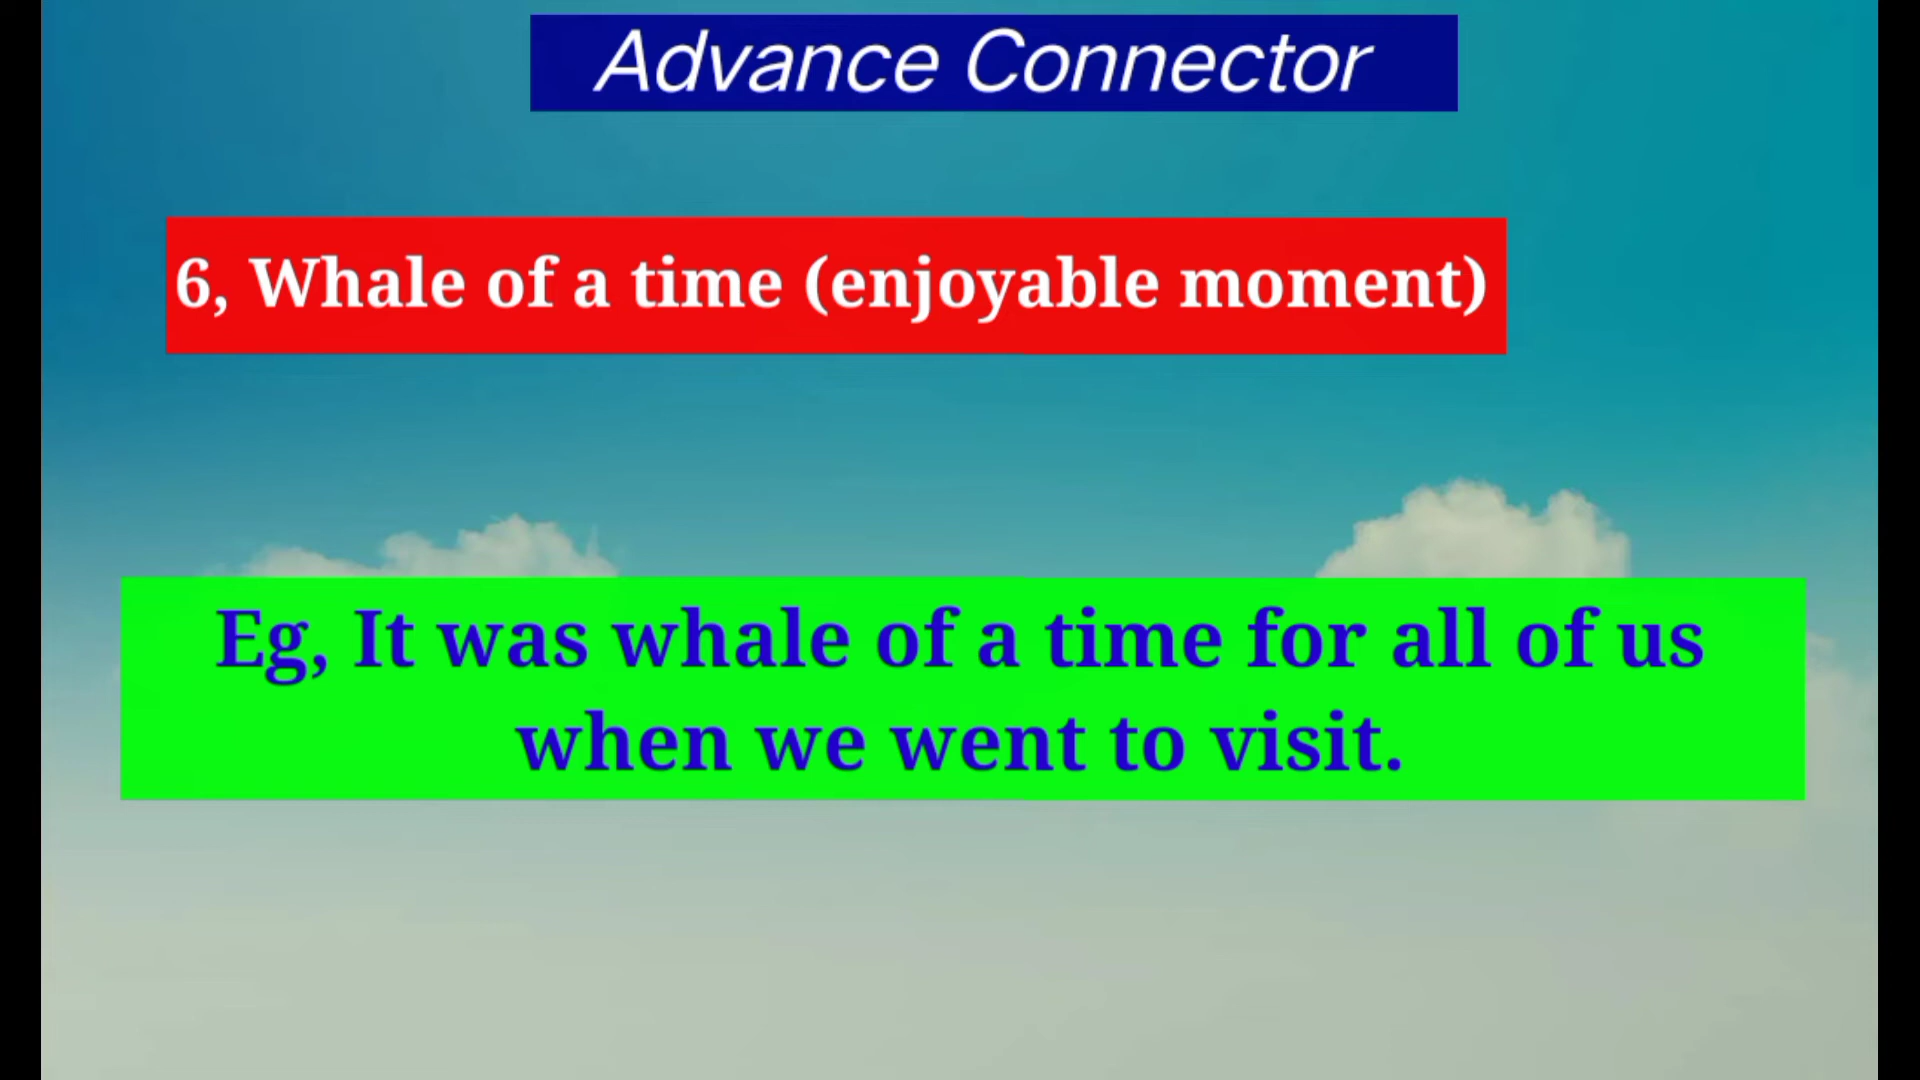 Advance Connector
6, Whale of a time (enjoyable moment)
Eg, It was whale of a time for all of us
when we went to visit.